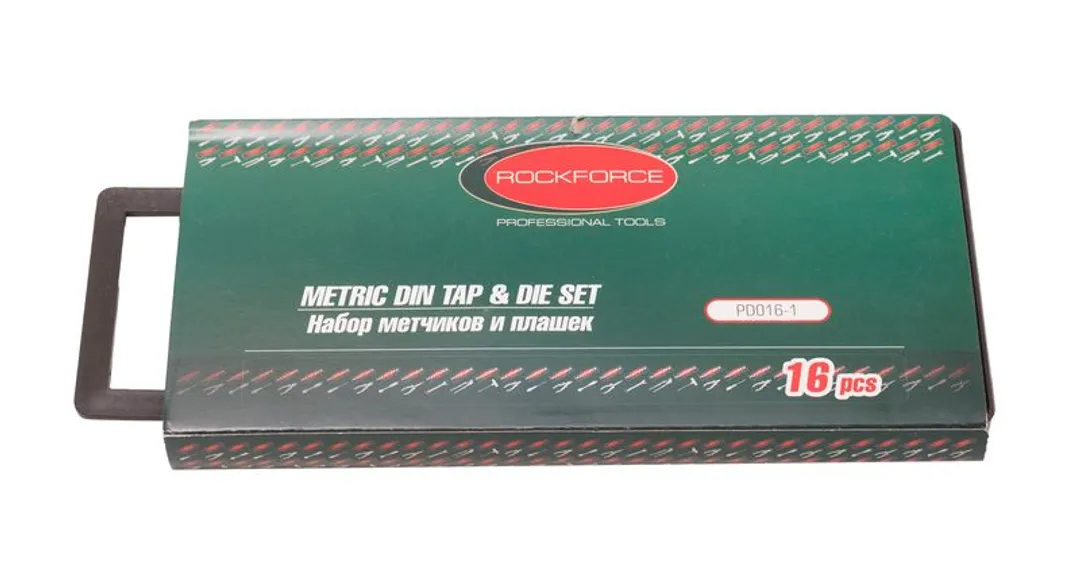 ROCKFORCE
PROFESSIONAL TOOLS
METRIC DIN TAP & DIE SET
Набор метчиков и плашек
PD016-1
16 pcs